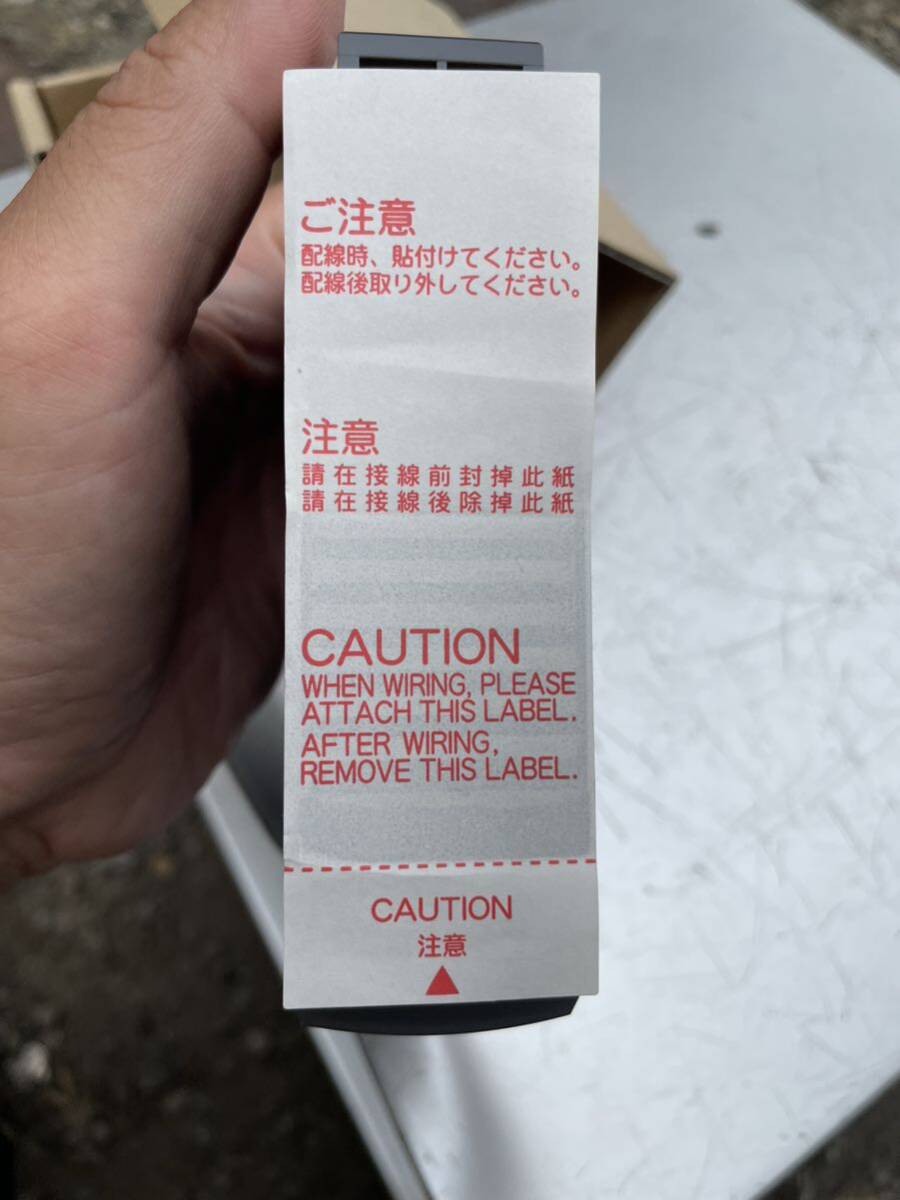 ご注意
配線時、貼付けてください。
配線後取り外してください。
注意
請在接線前封掉此紙
請在接線後除掉此紙
CAUTION
WHEN WIRING, PLEASE
ATTACH THIS LABEL.
AFTER WIRING,
REMOVE THIS LABEL.
CAUTION
注意